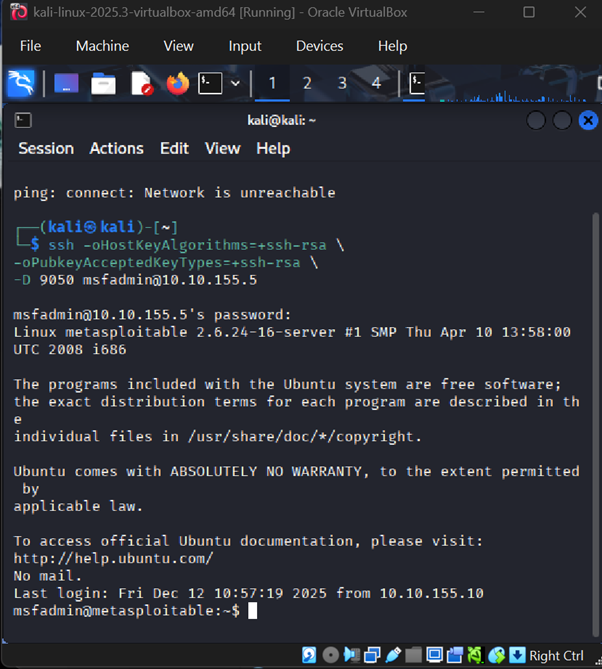 kali-linux-2025.3-virtualbox-amd64 [Running] - Oracle VirtualBox
File Machine View Input Devices Help
1 2 3 4
kali@kali: ~
Session Actions Edit View Help
ping: connect: Network is unreachable
┌──(kali㉿kali)-[~]
└─$ ssh -oHostKeyAlgorithms=+ssh-rsa \
-oPubkeyAcceptedKeyTypes=+ssh-rsa \
-D 9050 msfadmin@10.10.155.5
msfadmin@10.10.155.5's password:
Linux metasploitable 2.6.24-16-server #1 SMP Thu Apr 10 13:58:00
UTC 2008 i686
The programs included with the Ubuntu system are free software;
the exact distribution terms for each program are described in th
e
individual files in /usr/share/doc/*/copyright.
Ubuntu comes with ABSOLUTELY NO WARRANTY, to the extent permitted
by
applicable law.
To access official Ubuntu documentation, please visit:
http://help.ubuntu.com/
No mail.
Last login: Fri Dec 12 10:57:19 2025 from 10.10.155.10
msfadmin@metasploitable:~$
Right Ctrl